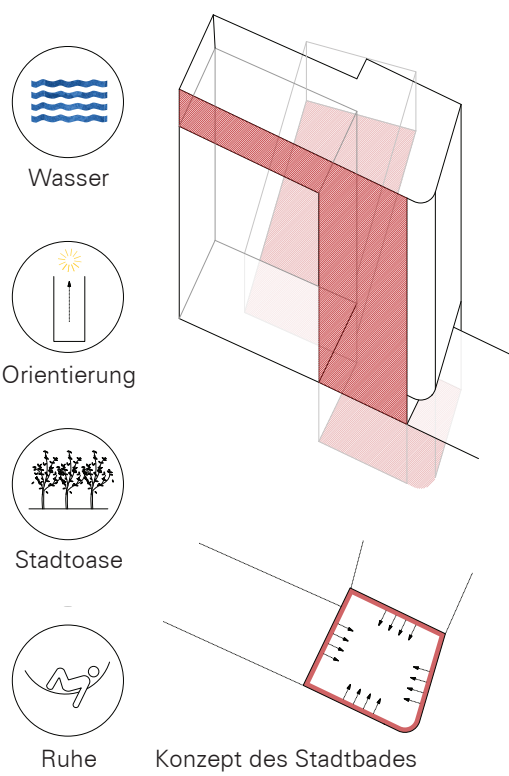 Wasser
Orientierung
Stadtoase
Ruhe
Konzept des Stadtbades